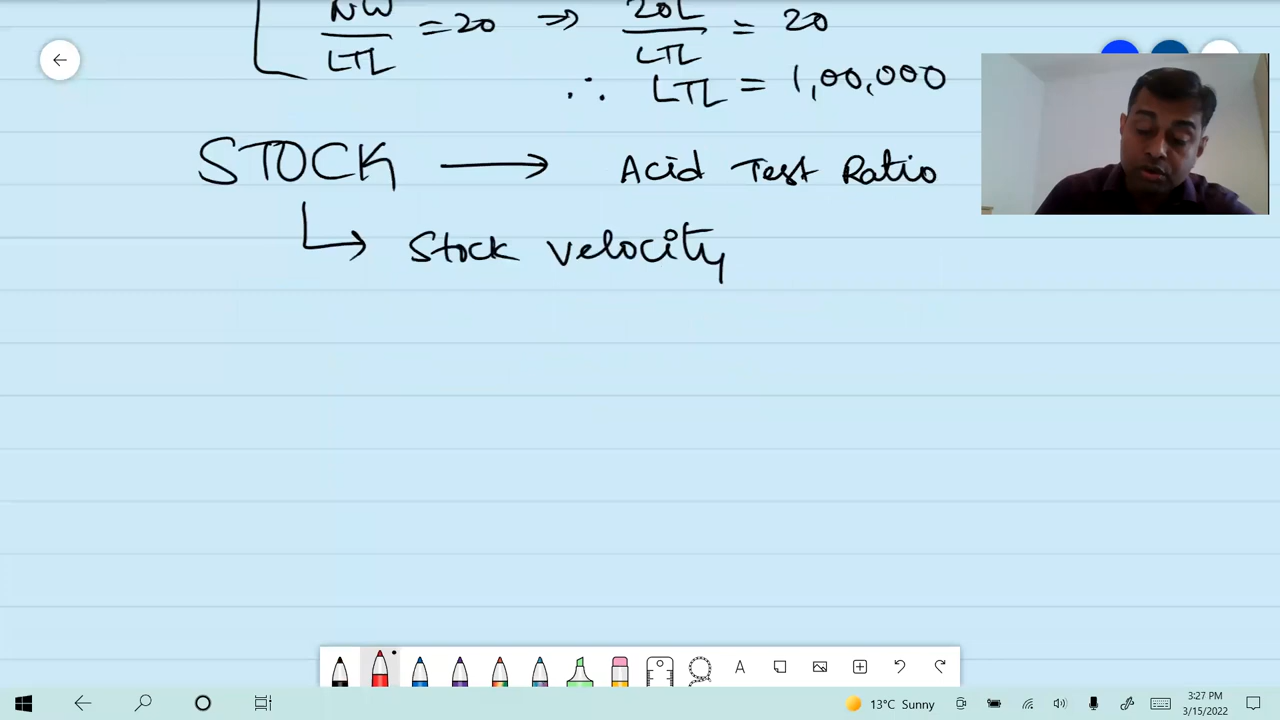 NW/LTL = 20 ⇒ 20L/LTL = 20
∴ LTL = 1,00,000
STOCK → Acid Test Ratio
↳ Stock velocity
A
13°C Sunny
3:27 PM
3/15/2022